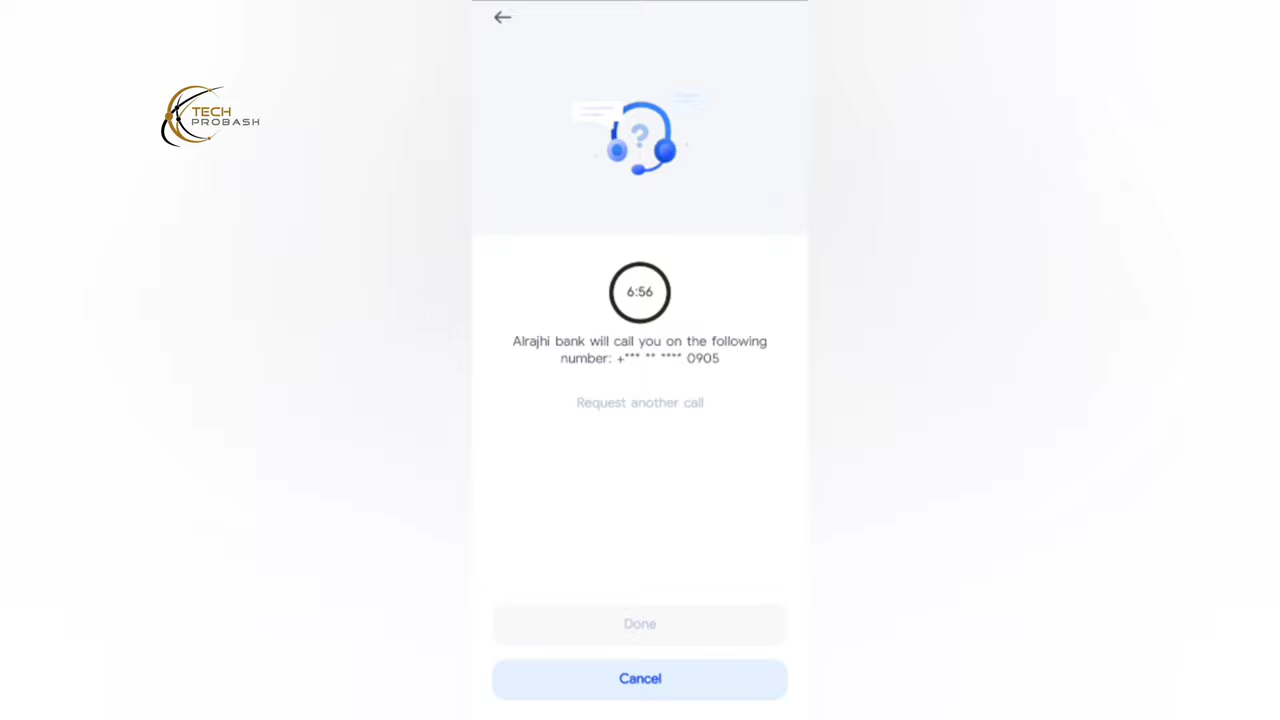 TECH
PROBASH
?
6:56
Alrajhi bank will call you on the following
number: +*** ** **** 0905
Request another call
Done
Cancel